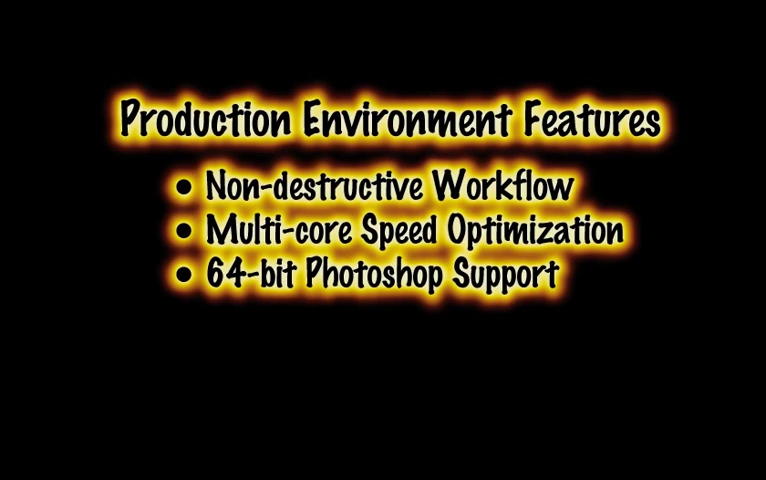 Production Environment Features
• Non-destructive Workflow
• Multi-core Speed Optimization
• 64-bit Photoshop Support